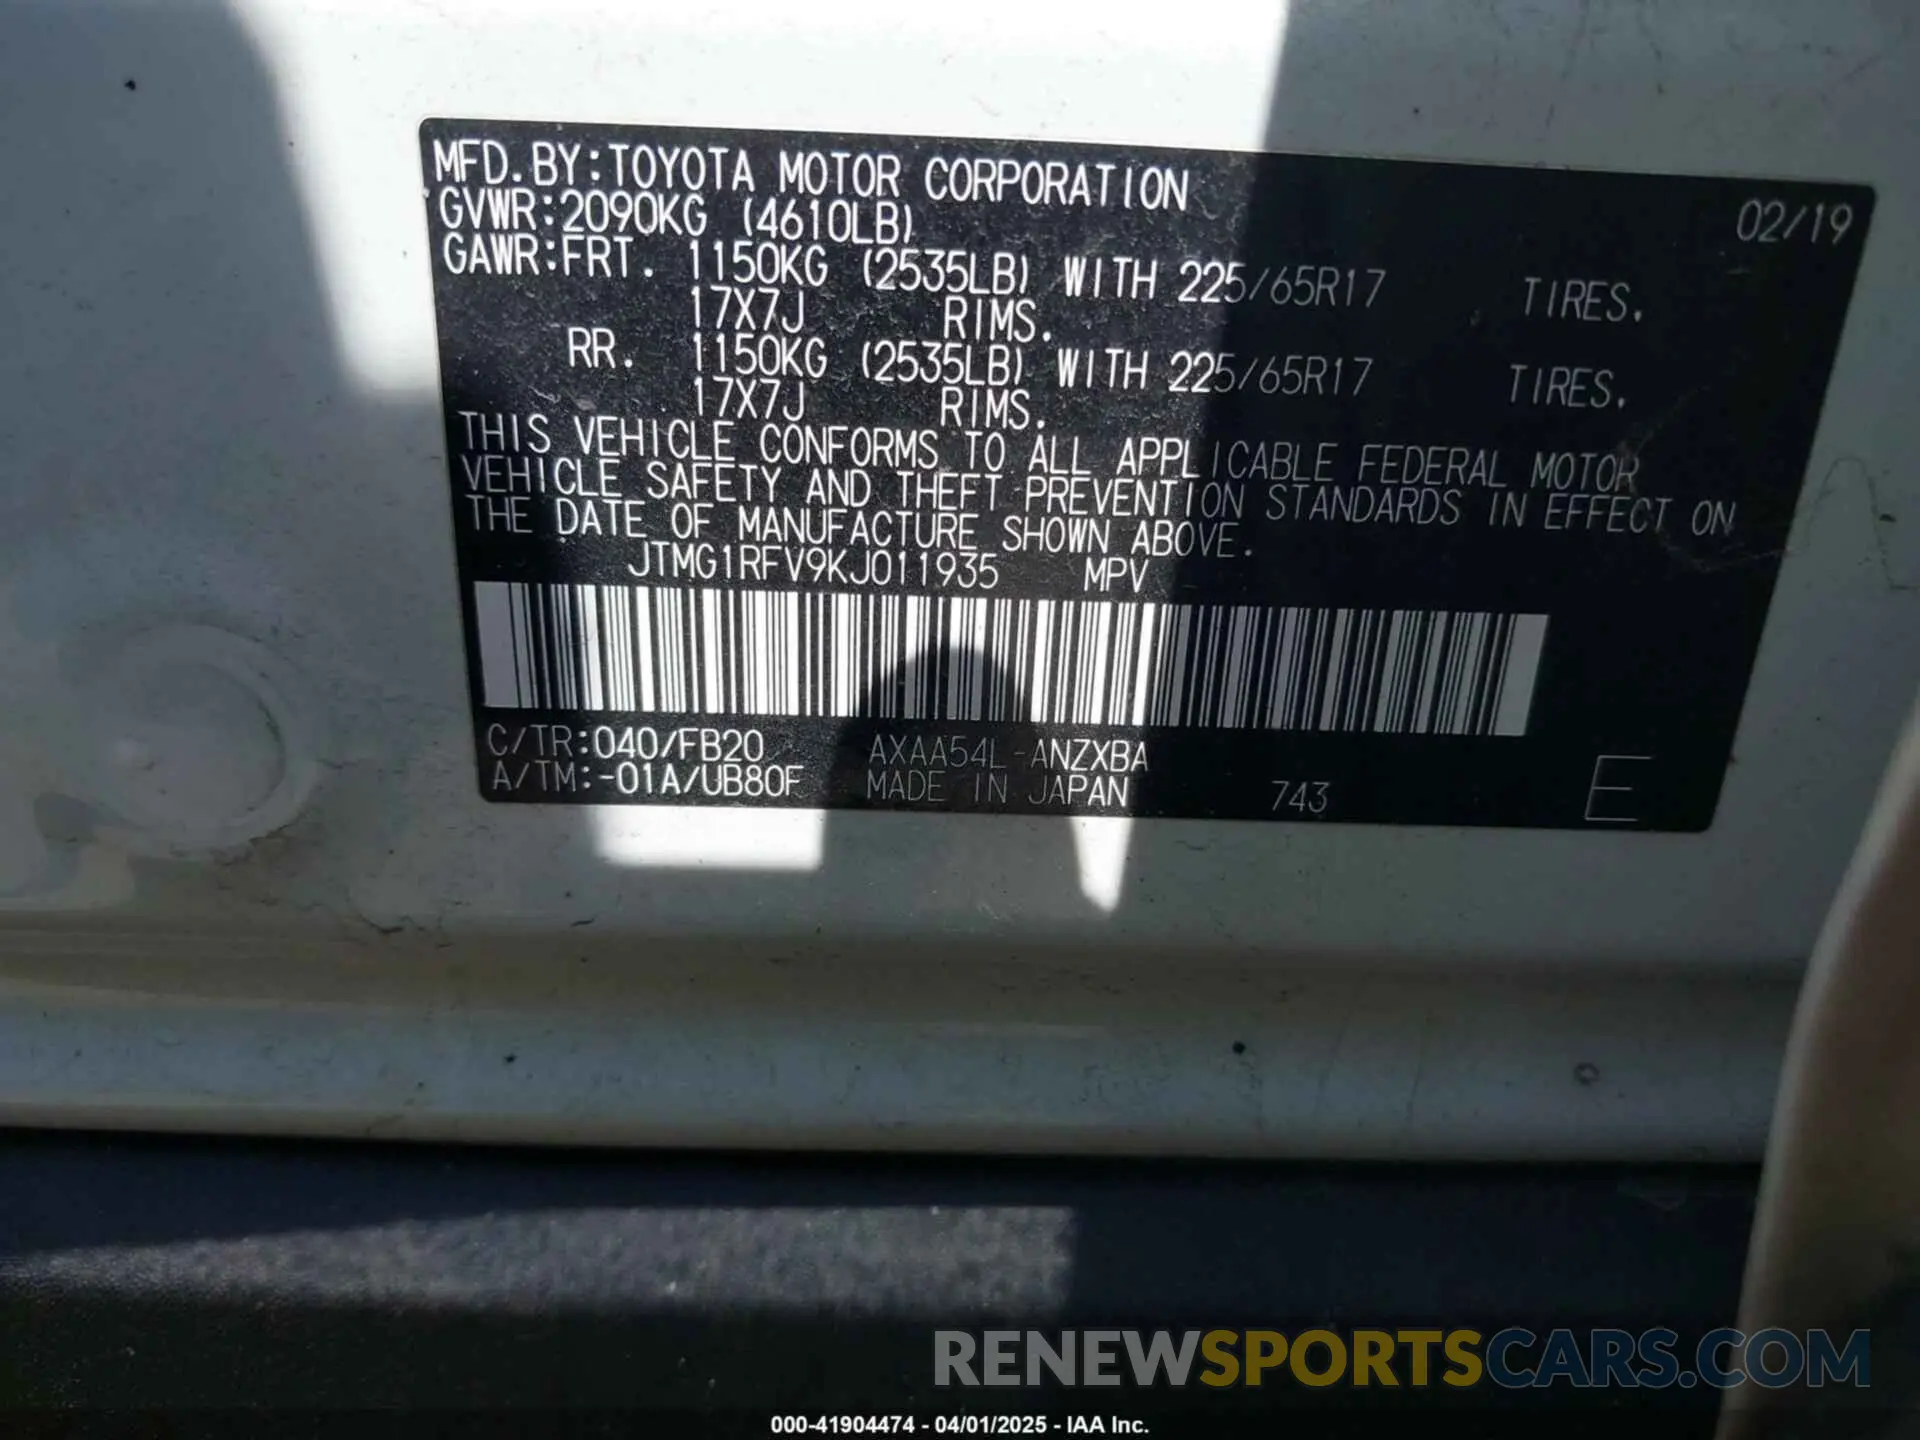 MFD.BY:TOYOTA MOTOR CORPORATION 02/19
GVWR:2090KG (4610LB)
GAWR:FRT. 1150KG (2535LB) WITH 225/65R17 TIRES.
17X7J RIMS.
RR. 1150KG (2535LB) WITH 225/65R17 TIRES.
17X7J RIMS.
THIS VEHICLE CONFORMS TO ALL APPLICABLE FEDERAL MOTOR
VEHICLE SAFETY AND THEFT PREVENTION STANDARDS IN EFFECT ON
THE DATE OF MANUFACTURE SHOWN ABOVE.
JTMG1RFV9KJ011935 MPV
C/TR:040/FB20 AXAA54L-ANZXBA
A/TM:-01A/UB80F MADE IN JAPAN 743 E
RENEWSPORTSCARS.COM
000-41904474 - 04/01/2025 - IAA Inc.